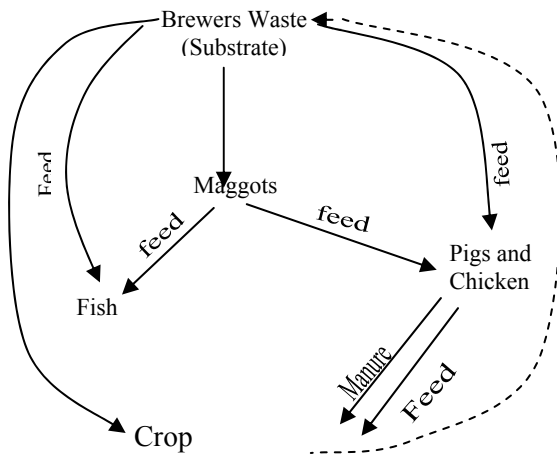 Brewers Waste
(Substrate)
Feed
feed
Maggots
feed
feed
Pigs and
Chicken
Fish
Manure
Feed
Crop